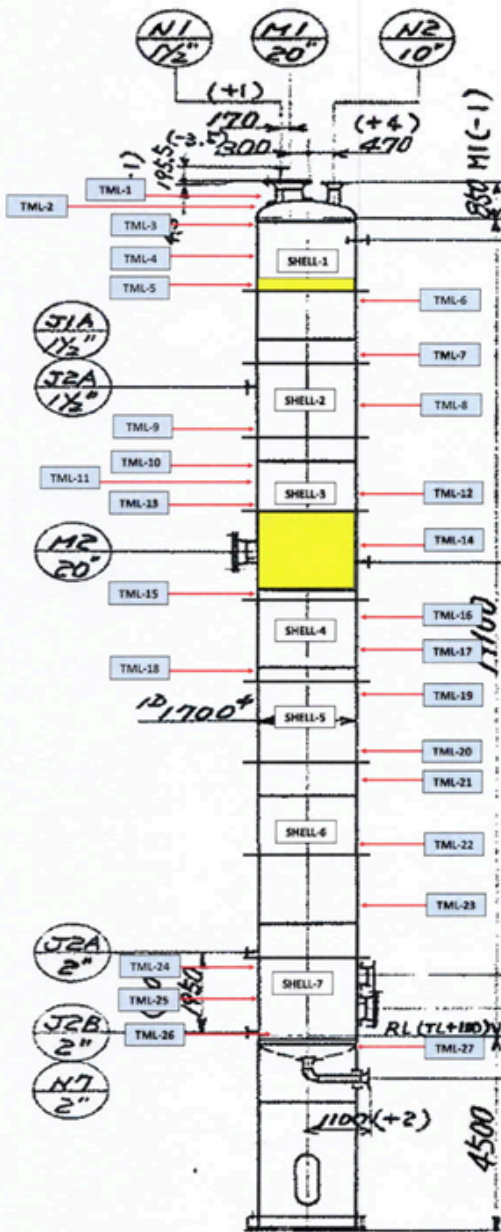 N1
1½"
M1
20"
N2
10"
(+1)
170
(+4)
300
470
195.5(-3.5)
850 M1(-1)
TML-1
TML-2
TML-3
TML-4
SHELL-1
TML-5
TML-6
J1A
1½"
TML-7
J2A
1½"
SHELL-2
TML-8
TML-9
TML-10
TML-11
SHELL-3
TML-12
TML-13
M2
20"
TML-14
TML-15
TML-16
SHELL-4
TML-17
TML-18
TML-19
ID 1700φ
SHELL-5
TML-20
TML-21
SHELL-6
TML-22
TML-23
J2A
2"
TML-24
SHELL-7
TML-25
1950
J2B
2"
TML-26
TML-27
N7
2"
1100(+2)
4500